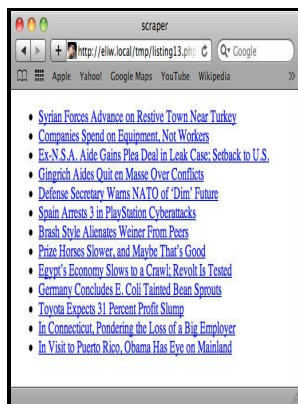 scraper
http://eliw.local/tmp/listing13.php
Google
Apple Yahoo! Google Maps YouTube Wikipedia
Syrian Forces Advance on Restive Town Near Turkey
Companies Spend on Equipment, Not Workers
Ex-N.S.A. Aide Gains Plea Deal in Leak Case; Setback to U.S.
Gingrich Aides Quit en Masse Over Conflicts
Defense Secretary Warns NATO of ‘Dim’ Future
Spain Arrests 3 in PlayStation Cyberattacks
Brash Style Alienates Weiner From Peers
Prize Horses Slower, and Maybe That’s Good
Egypt’s Economy Slows to a Crawl; Revolt Is Tested
Germany Concludes E. Coli Tainted Bean Sprouts
Toyota Expects 31 Percent Profit Slump
In Connecticut, Pondering the Loss of a Big Employer
In Visit to Puerto Rico, Obama Has Eye on Mainland